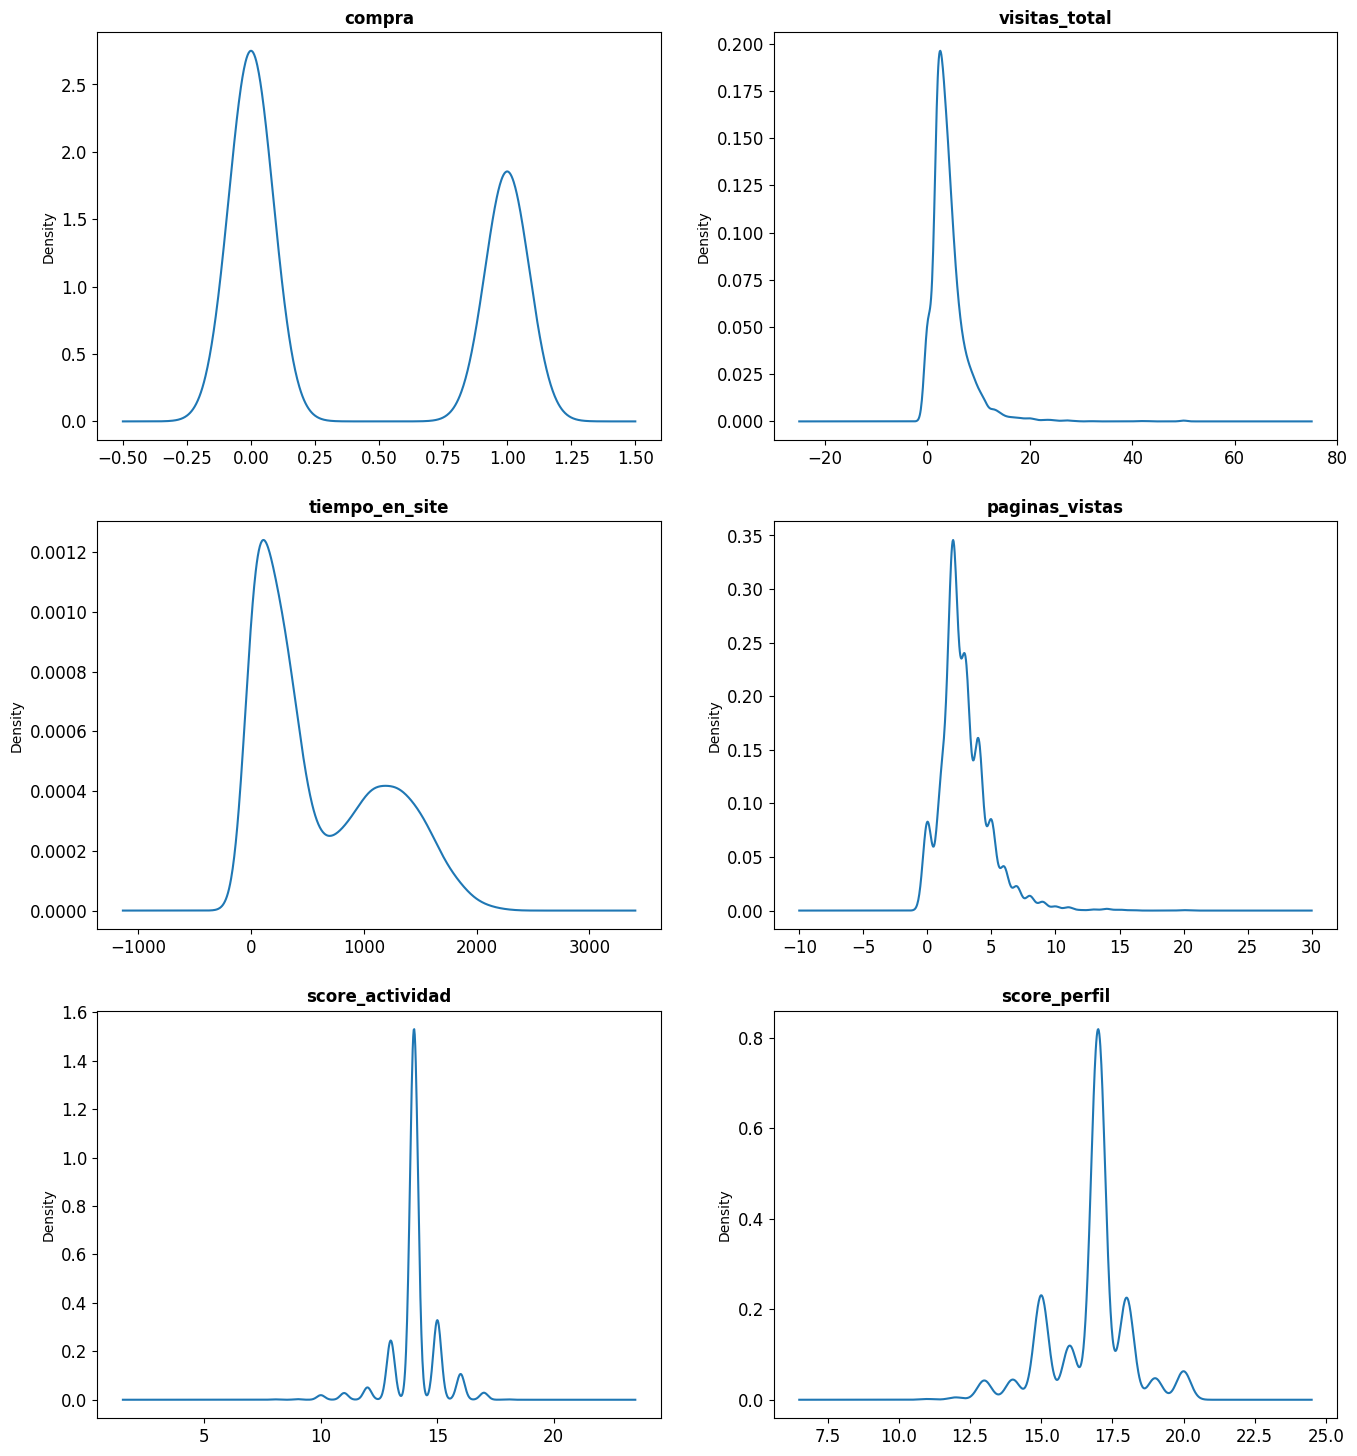 compra
Density
2.5
2.0
1.5
1.0
0.5
0.0
−0.50 −0.25 0.00 0.25 0.50 0.75 1.00 1.25 1.50
visitas_total
Density
0.200
0.175
0.150
0.125
0.100
0.075
0.050
0.025
0.000
−20 0 20 40 60 80
tiempo_en_site
Density
0.0012
0.0010
0.0008
0.0006
0.0004
0.0002
0.0000
−1000 0 1000 2000 3000
paginas_vistas
Density
0.35
0.30
0.25
0.20
0.15
0.10
0.05
0.00
−10 −5 0 5 10 15 20 25 30
score_actividad
Density
1.6
1.4
1.2
1.0
0.8
0.6
0.4
0.2
0.0
5 10 15 20
score_perfil
Density
0.8
0.6
0.4
0.2
0.0
7.5 10.0 12.5 15.0 17.5 20.0 22.5 25.0